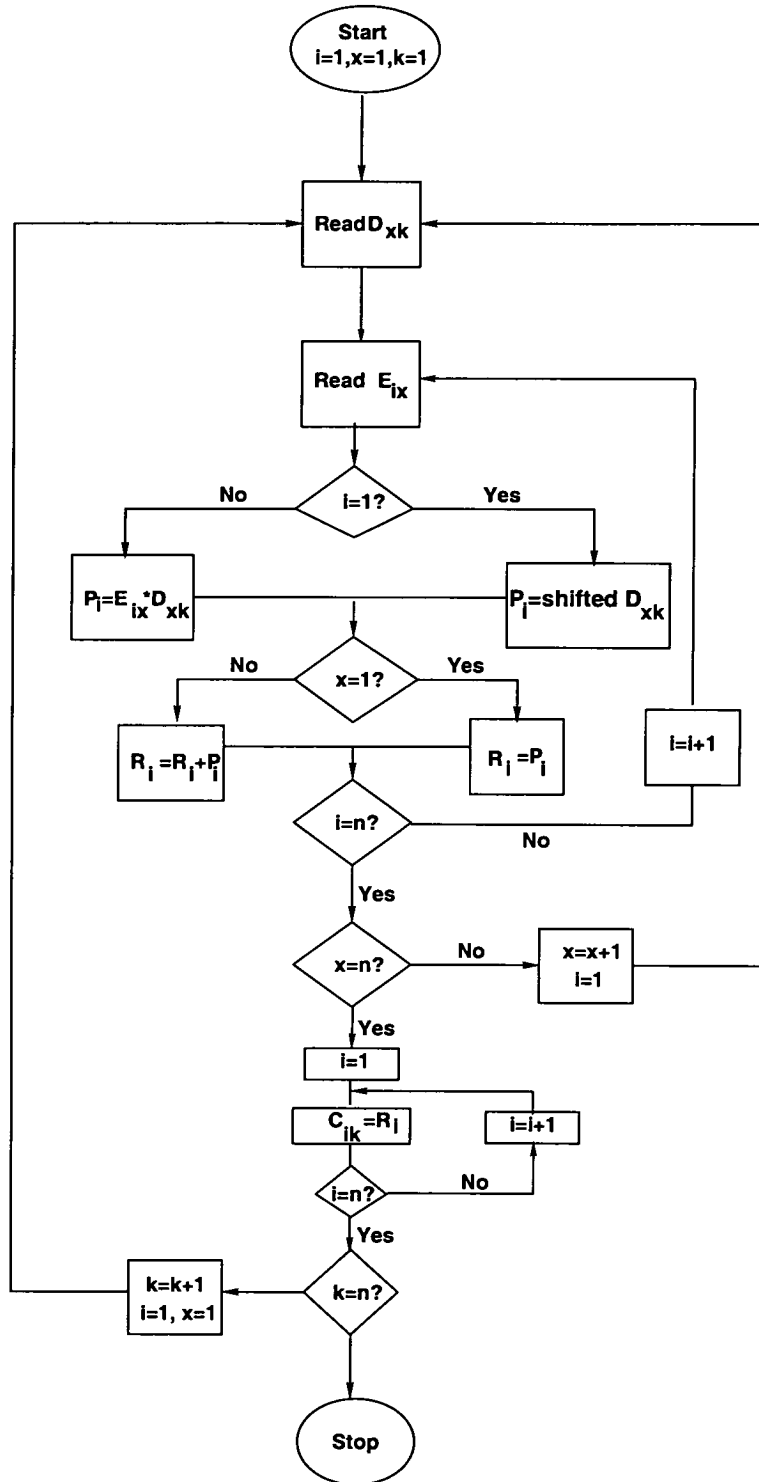 Start
i=1,x=1,k=1
Read D_xk
Read E_ix
i=1?
No
Yes
P_i=E_ix*D_xk
P_i=shifted D_xk
x=1?
No
Yes
R_i=R_i+P_i
R_i=P_i
i=i+1
i=n?
No
Yes
x=n?
No
x=x+1
i=1
Yes
i=1
C_ik=R_i
i=i+1
i=n?
No
Yes
k=n?
k=k+1
i=1, x=1
Stop